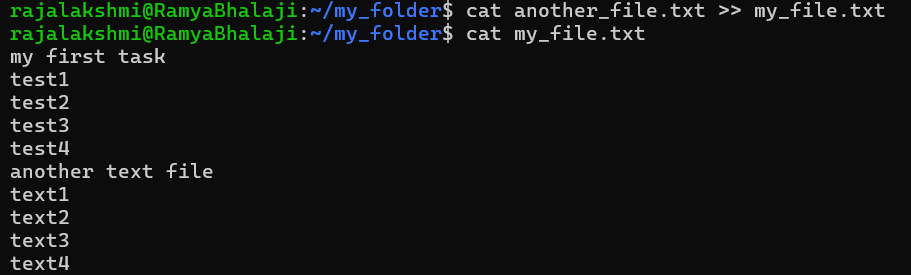 rajalakshmi@RamyaBhalaji:~/my_folder$ cat another_file.txt >> my_file.txt
rajalakshmi@RamyaBhalaji:~/my_folder$ cat my_file.txt
my first task
test1
test2
test3
test4
another text file
text1
text2
text3
text4